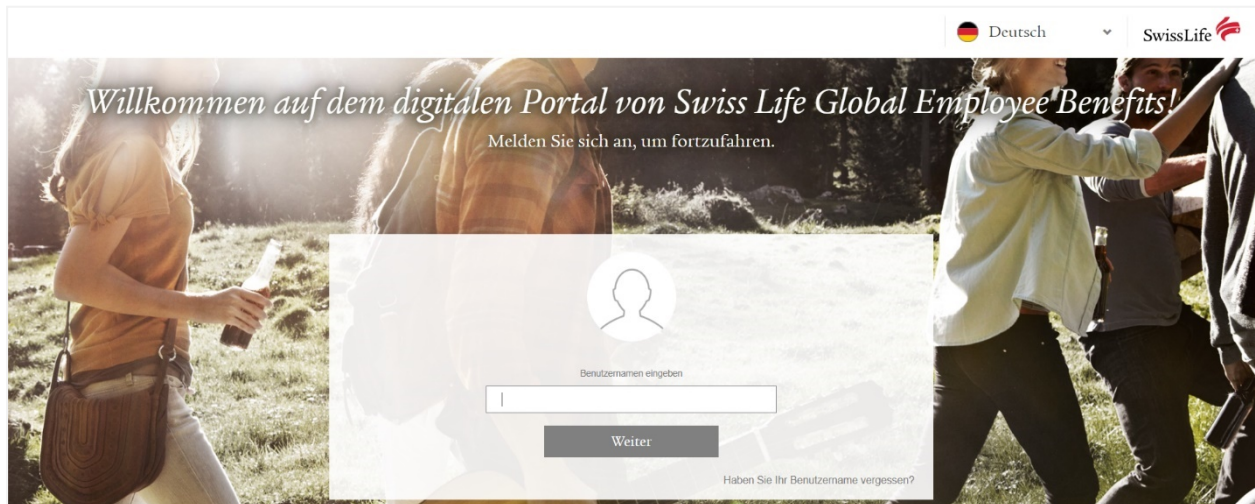 Deutsch
SwissLife
Willkommen auf dem digitalen Portal von Swiss Life Global Employee Benefits!
Melden Sie sich an, um fortzufahren.
Benutzernamen eingeben
Weiter
Haben Sie Ihr Benutzername vergessen?